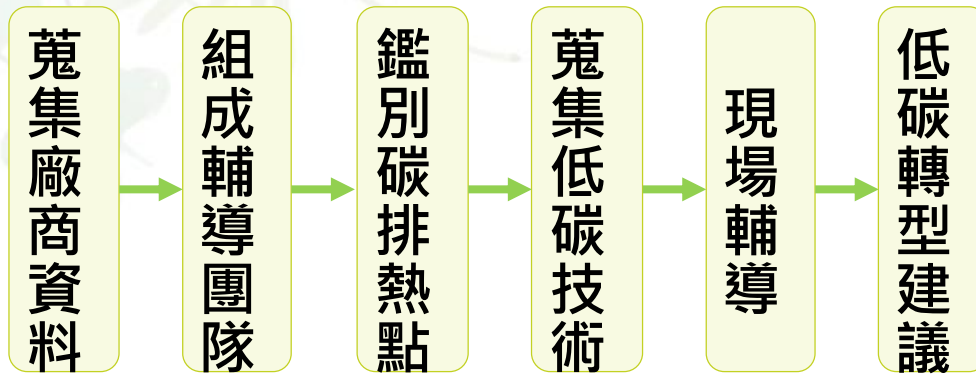 蒐集廠商資料
組成輔導團隊
鑑別碳排熱點
蒐集低碳技術
現場輔導
低碳轉型建議